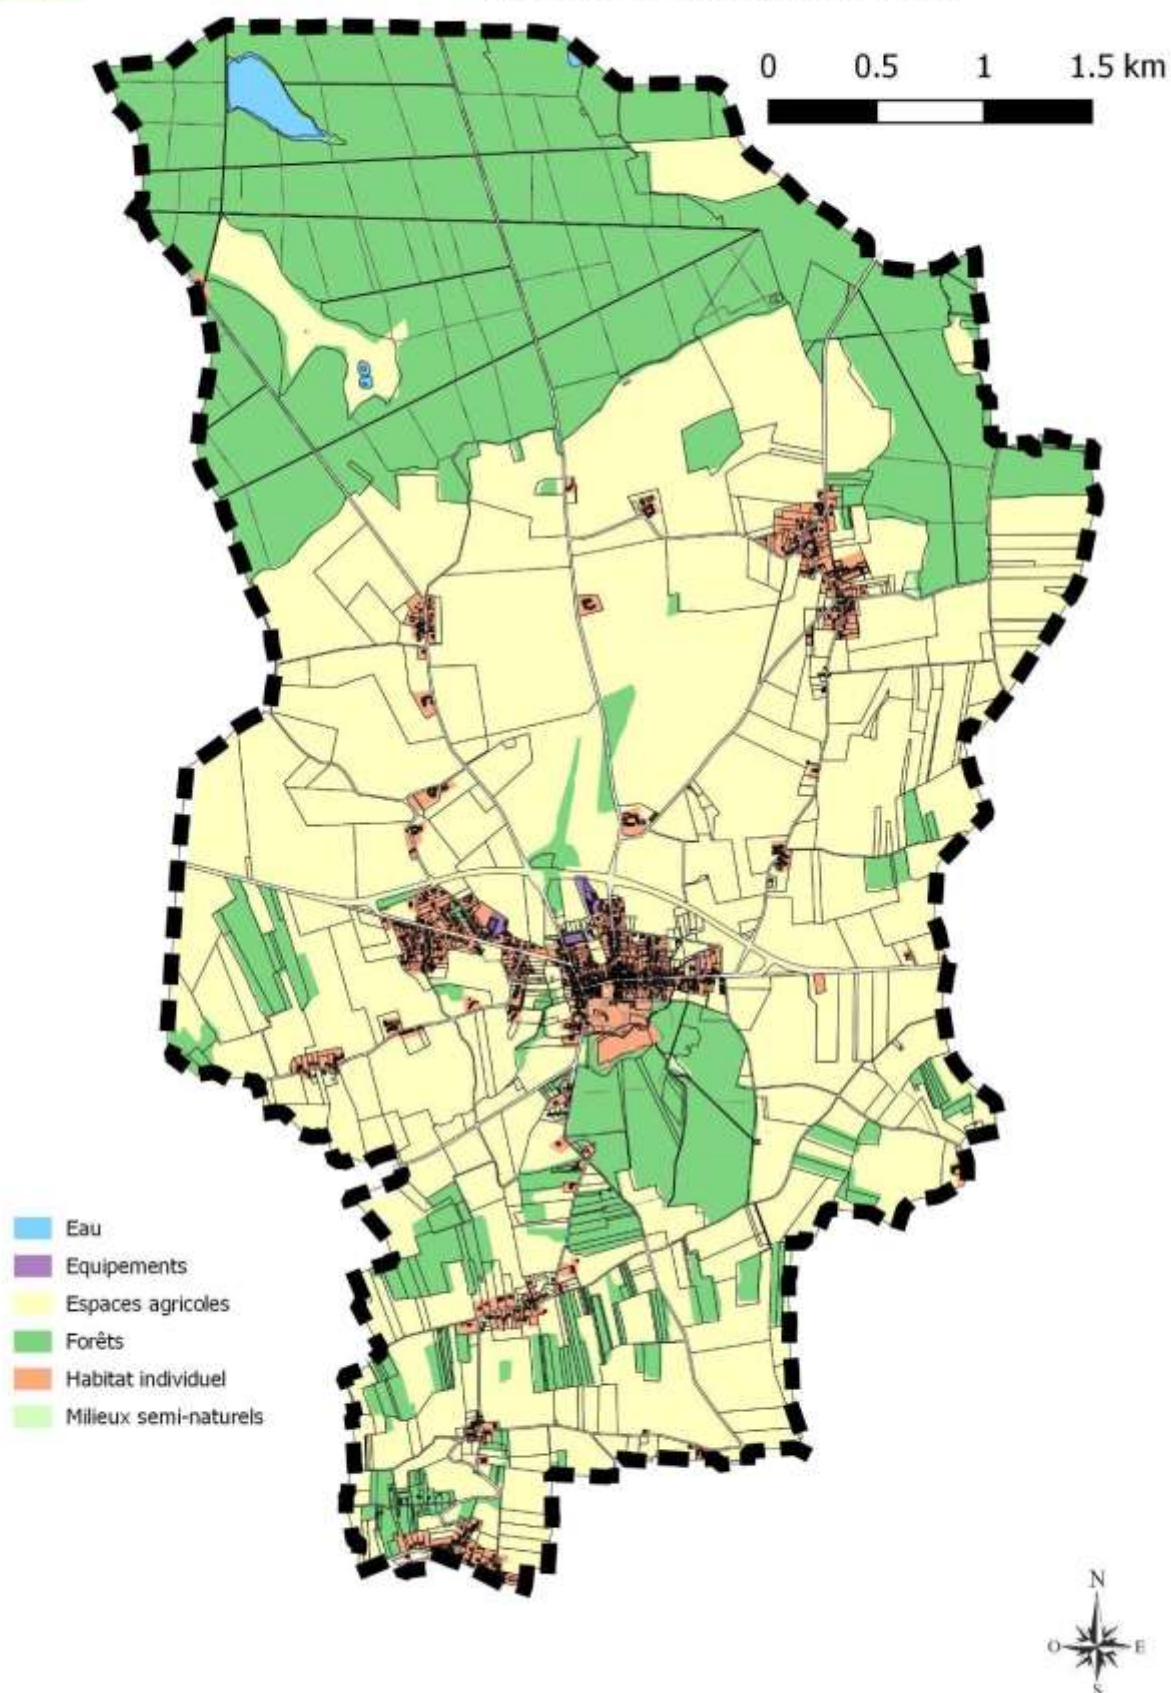 0 0.5 1 1.5 km
Eau
Equipements
Espaces agricoles
Forêts
Habitat individuel
Milieux semi-naturels
N
O E
S